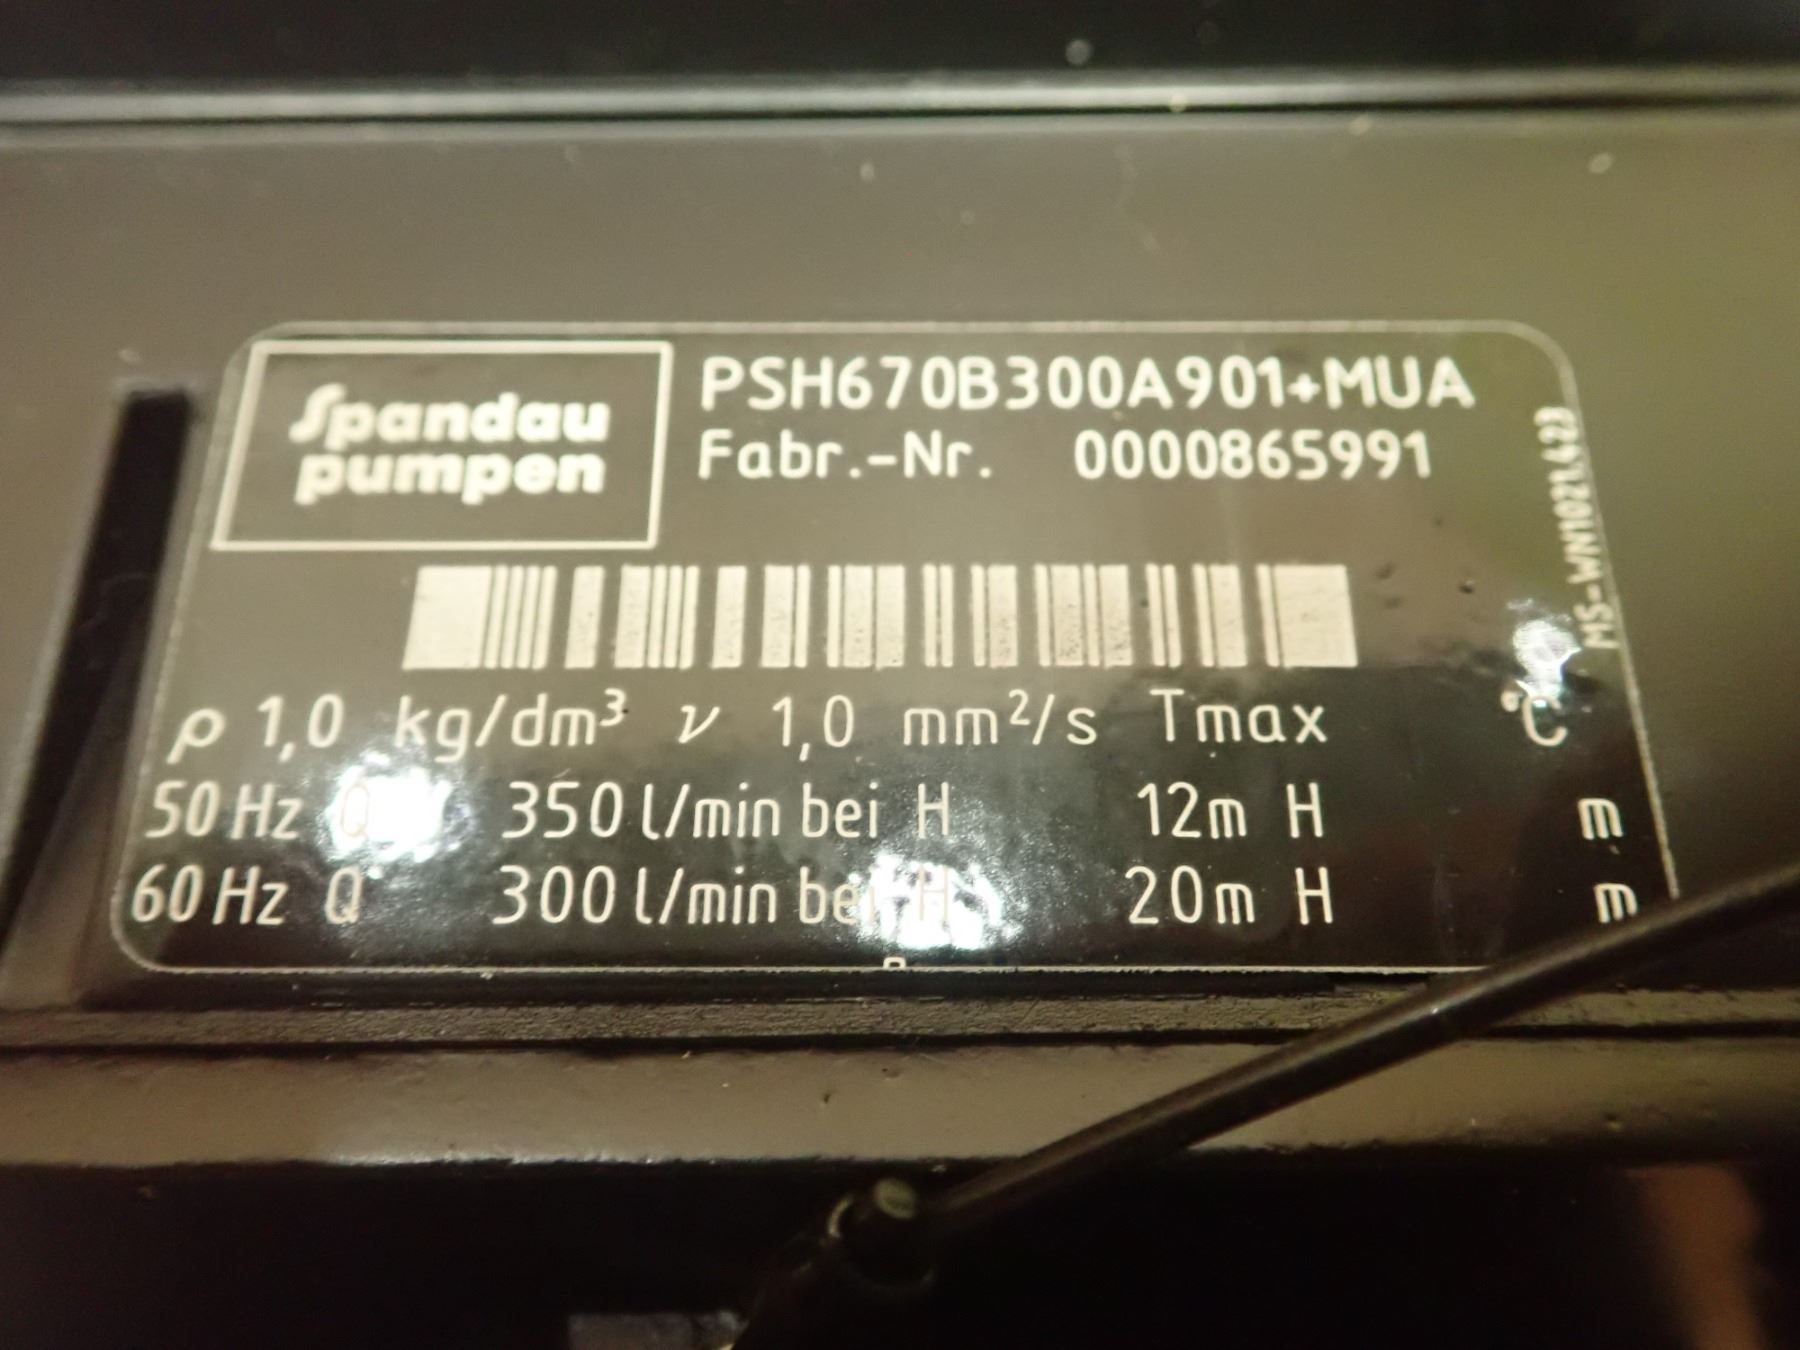 Spandau
pumpen
PSH670B300A901+MUA
Fabr.-Nr. 0000865991
MS-WN1021.423
ρ 1,0 kg/dm³ ν 1,0 mm²/s Tmax °C
50 Hz Q 350 l/min bei H 12m H m
60 Hz Q 300 l/min bei H 20m H m